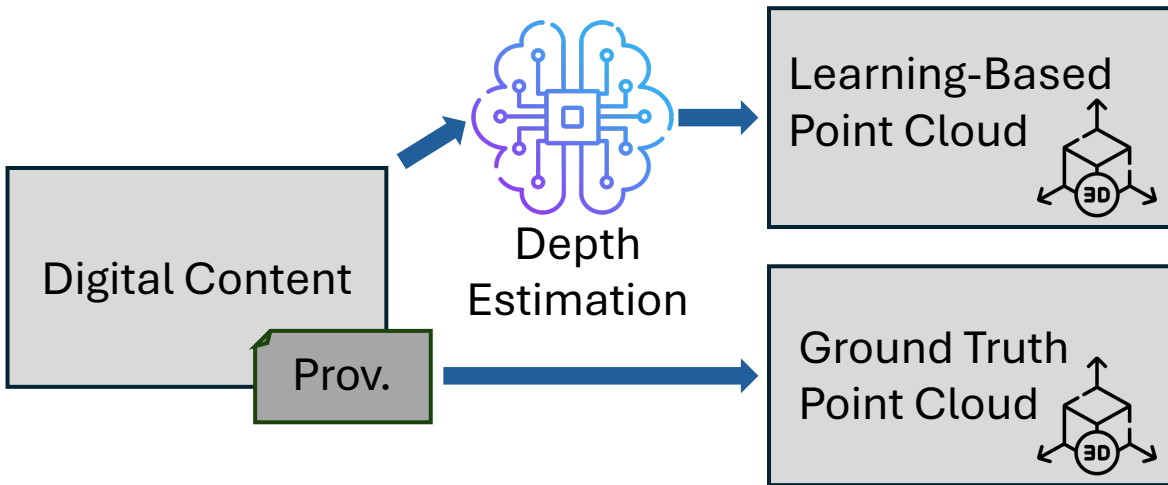 Learning-Based
Point Cloud
3D
Depth
Estimation
Digital Content
Prov.
Ground Truth
Point Cloud
3D